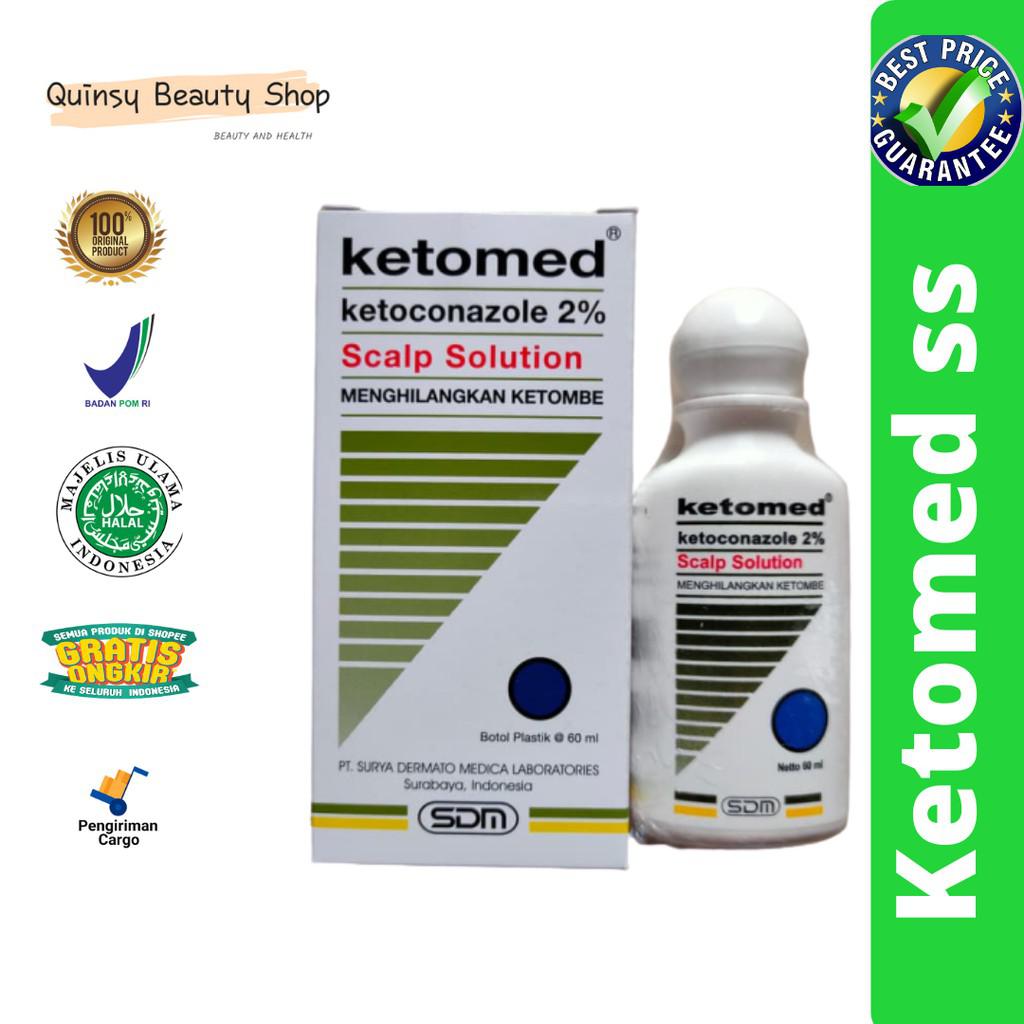 Quinsy Beauty Shop
BEAUTY AND HEALTH
100%
ORIGINAL
PRODUCT
BADAN POM RI
MAJELIS ULAMA
حلال
HALAL
INDONESIA
SEMUA PRODUK DI SHOPEE
GRATIS
ONGKIR
KE SELURUH INDONESIA
Pengiriman
Cargo
ketomed®
ketoconazole 2%
Scalp Solution
MENGHILANGKAN KETOMBE
Botol Plastik @ 60 ml
PT. SURYA DERMATO MEDICA LABORATORIES
Surabaya, Indonesia
SDM
ketomed®
ketoconazole 2%
Scalp Solution
MENGHILANGKAN KETOMBE
Netto 60 ml
SDM
BEST PRICE
GUARANTEE
Ketomed ss